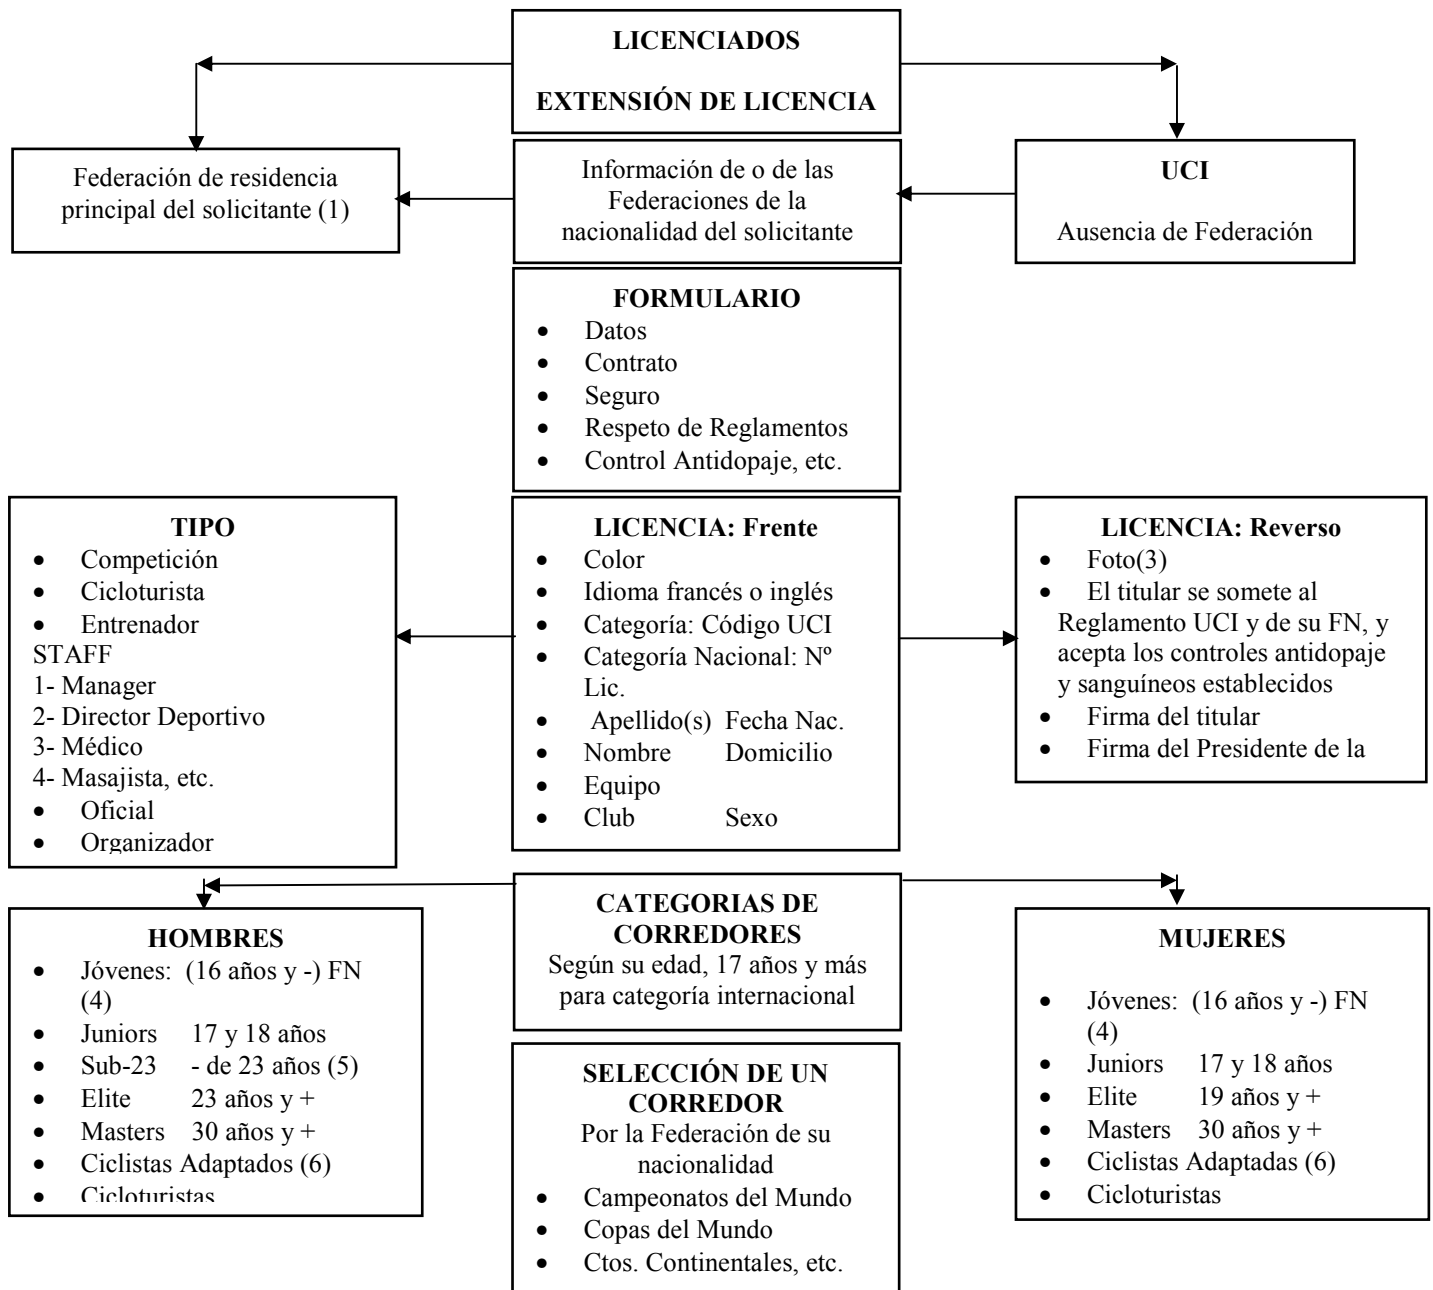 LICENCIADOS
EXTENSIÓN DE LICENCIA
Federación de residencia
principal del solicitante (1)
Información de o de las
Federaciones de la
nacionalidad del solicitante
UCI
Ausencia de Federación
FORMULARIO
• Datos
• Contrato
• Seguro
• Respeto de Reglamentos
• Control Antidopaje, etc.
TIPO
• Competición
• Cicloturista
• Entrenador
STAFF
1- Manager
2- Director Deportivo
3- Médico
4- Masajista, etc.
• Oficial
• Organizador
LICENCIA: Frente
• Color
• Idioma francés o inglés
• Categoría: Código UCI
• Categoría Nacional: Nº
Lic.
• Apellido(s) Fecha Nac.
• Nombre Domicilio
• Equipo
• Club Sexo
LICENCIA: Reverso
• Foto(3)
• El titular se somete al
Reglamento UCI y de su FN, y
acepta los controles antidopaje
y sanguíneos establecidos
• Firma del titular
• Firma del Presidente de la
CATEGORIAS DE
CORREDORES
Según su edad, 17 años y más
para categoría internacional
HOMBRES
• Jóvenes: (16 años y -) FN
(4)
• Juniors 17 y 18 años
• Sub-23 - de 23 años (5)
• Elite 23 años y +
• Masters 30 años y +
• Ciclistas Adaptados (6)
• Cicloturistas
MUJERES
• Jóvenes: (16 años y -) FN
(4)
• Juniors 17 y 18 años
• Elite 19 años y +
• Masters 30 años y +
• Ciclistas Adaptadas (6)
• Cicloturistas
SELECCIÓN DE UN
CORREDOR
Por la Federación de su
nacionalidad
• Campeonatos del Mundo
• Copas del Mundo
• Ctos. Continentales, etc.